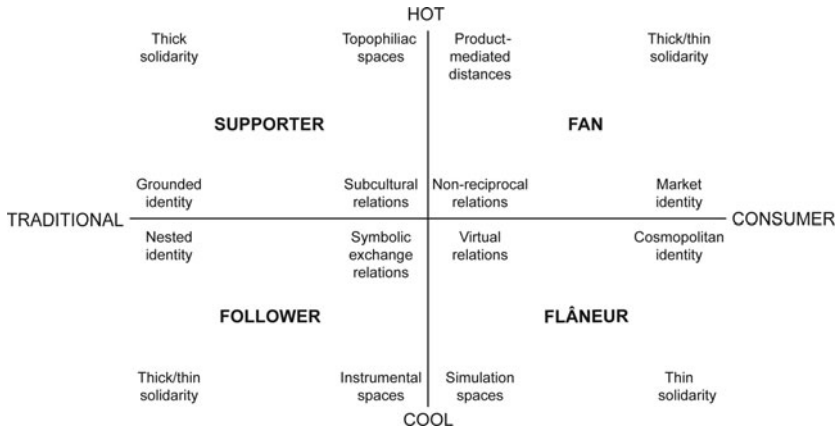 HOT
Thick
solidarity
Topophiliac
spaces
Product-
mediated
distances
Thick/thin
solidarity
SUPPORTER
FAN
Grounded
identity
Subcultural
relations
Non-reciprocal
relations
Market
identity
TRADITIONAL
CONSUMER
Nested
identity
Symbolic
exchange
relations
Virtual
relations
Cosmopolitan
identity
FOLLOWER
FLÂNEUR
Thick/thin
solidarity
Instrumental
spaces
Simulation
spaces
Thin
solidarity
COOL